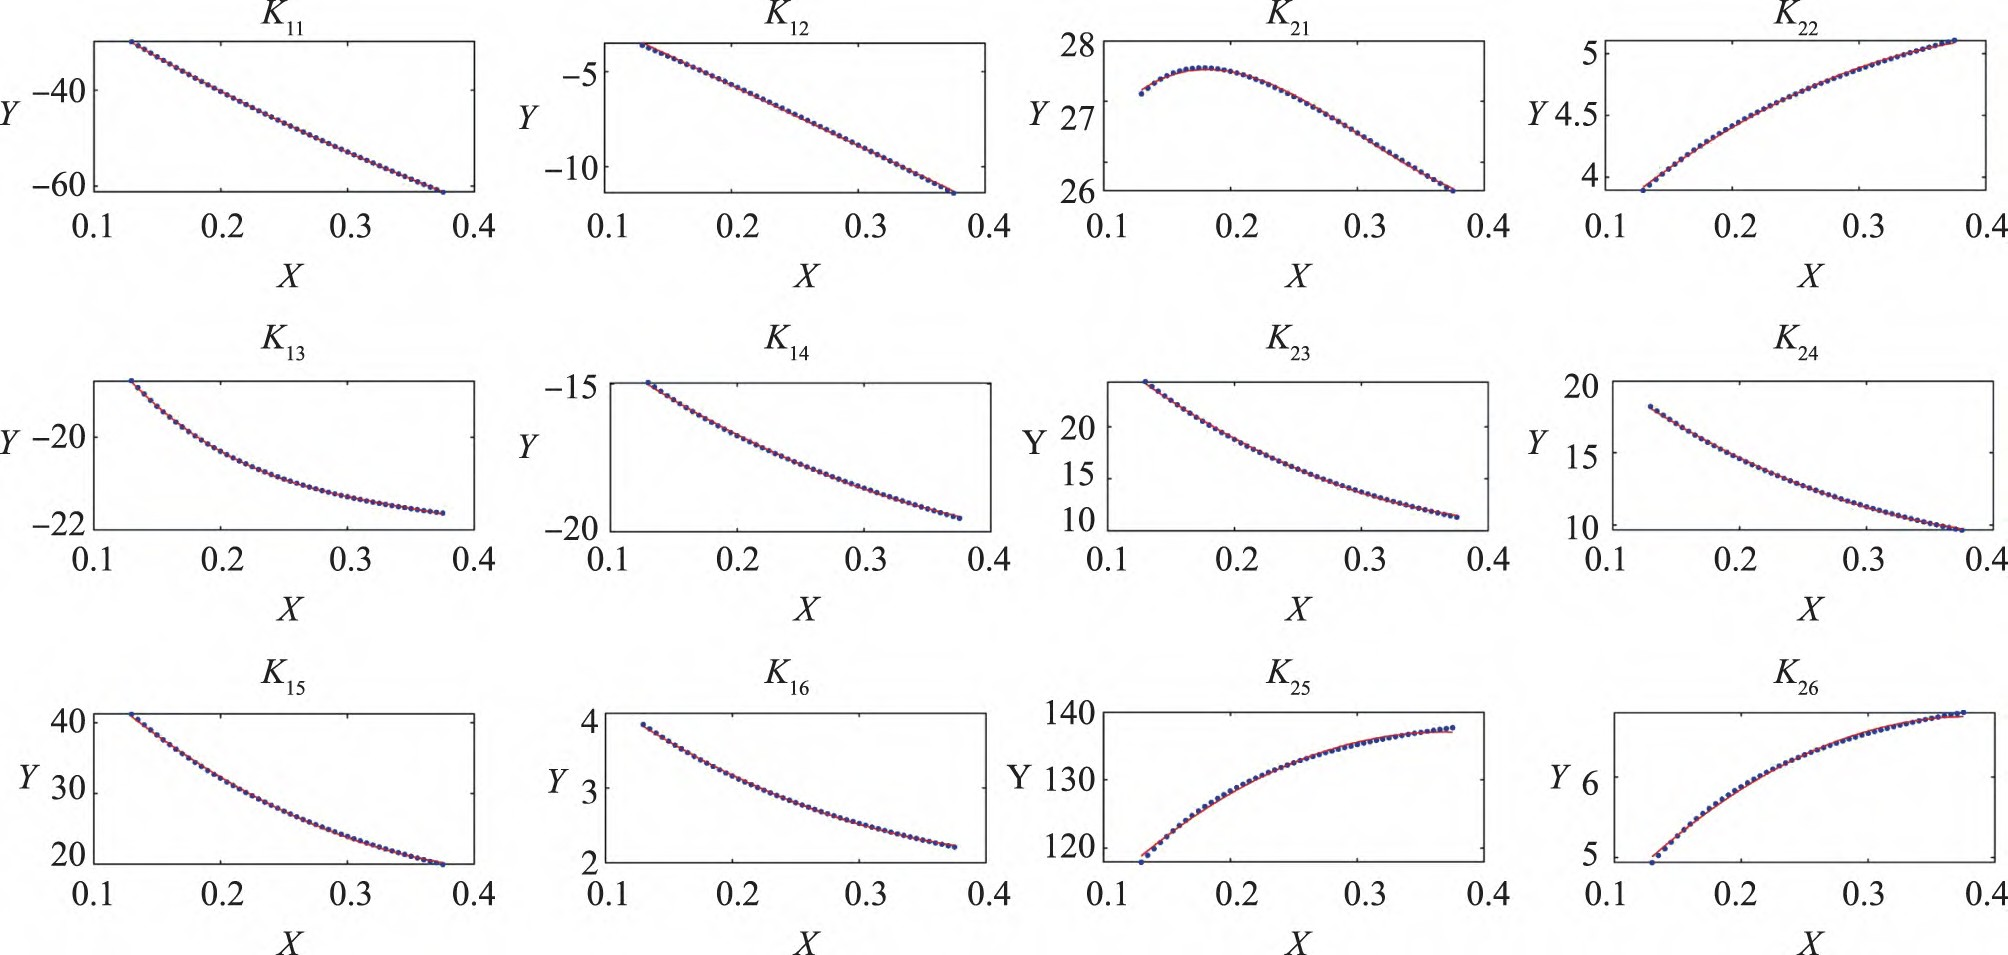 K11 K12 K21 K22
−40 −60 Y 0.1 0.2 0.3 0.4 X
−5 −10 Y 0.1 0.2 0.3 0.4 X
28 27 26 Y 0.1 0.2 0.3 0.4 X
5 4.5 4 Y 0.1 0.2 0.3 0.4 X
K13 K14 K23 K24
−20 −22 Y 0.1 0.2 0.3 0.4 X
−15 −20 Y 0.1 0.2 0.3 0.4 X
20 15 10 Y 0.1 0.2 0.3 0.4 X
20 15 10 Y 0.1 0.2 0.3 0.4 X
K15 K16 K25 K26
40 30 20 Y 0.1 0.2 0.3 0.4 X
4 3 2 Y 0.1 0.2 0.3 0.4 X
140 130 120 Y 0.1 0.2 0.3 0.4 X
6 5 Y 0.1 0.2 0.3 0.4 X